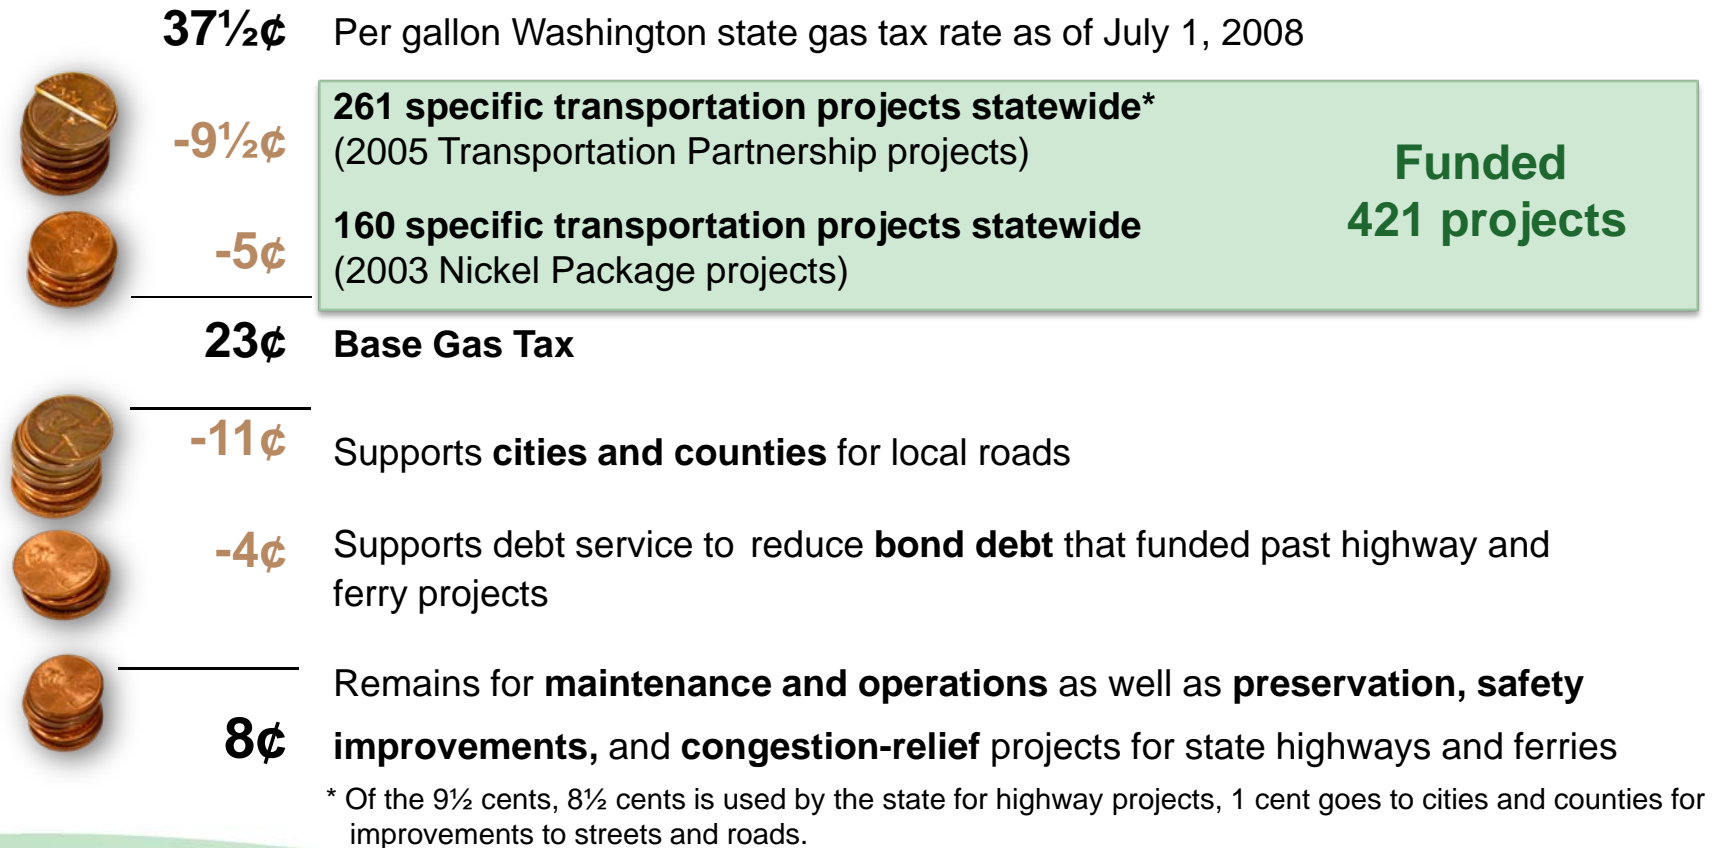 37½¢ Per gallon Washington state gas tax rate as of July 1, 2008
-9½¢ 261 specific transportation projects statewide*
(2005 Transportation Partnership projects)
Funded
421 projects
-5¢ 160 specific transportation projects statewide
(2003 Nickel Package projects)
23¢ Base Gas Tax
-11¢ Supports cities and counties for local roads
-4¢ Supports debt service to reduce bond debt that funded past highway and
ferry projects
Remains for maintenance and operations as well as preservation, safety
8¢ improvements, and congestion-relief projects for state highways and ferries
* Of the 9½ cents, 8½ cents is used by the state for highway projects, 1 cent goes to cities and counties for
improvements to streets and roads.